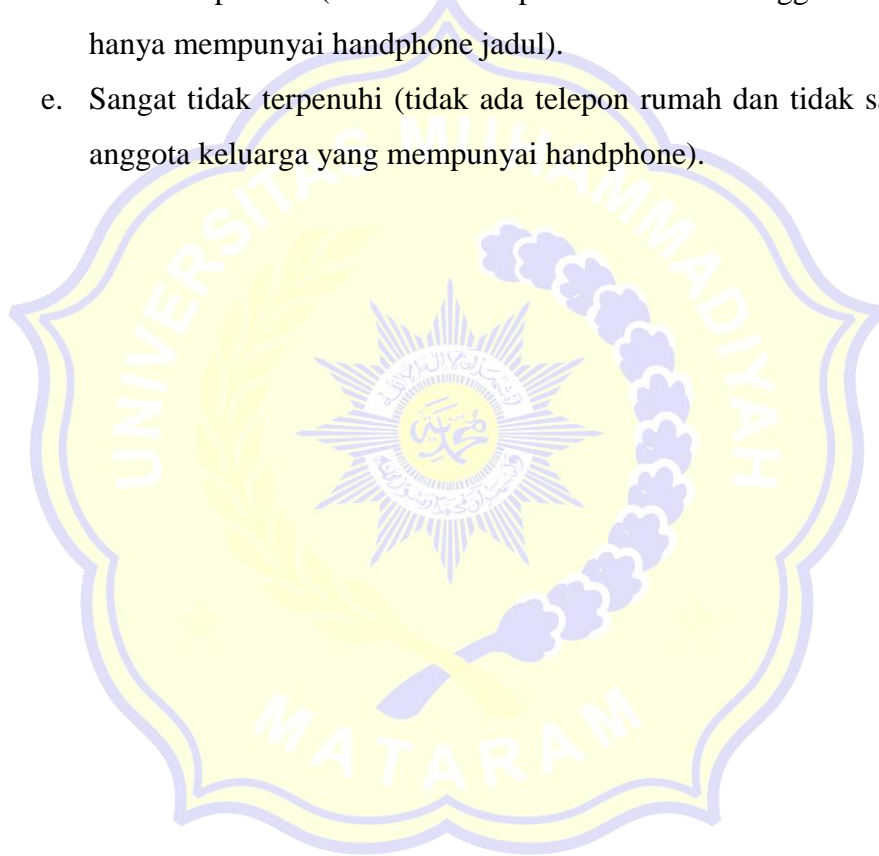 hanya mempunyai handphone jadul).
e. Sangat tidak terpenuhi (tidak ada telepon rumah dan tidak
anggota keluarga yang mempunyai handphone).
UNIVERSITAS MUHAMMADIYAH
MATARAM